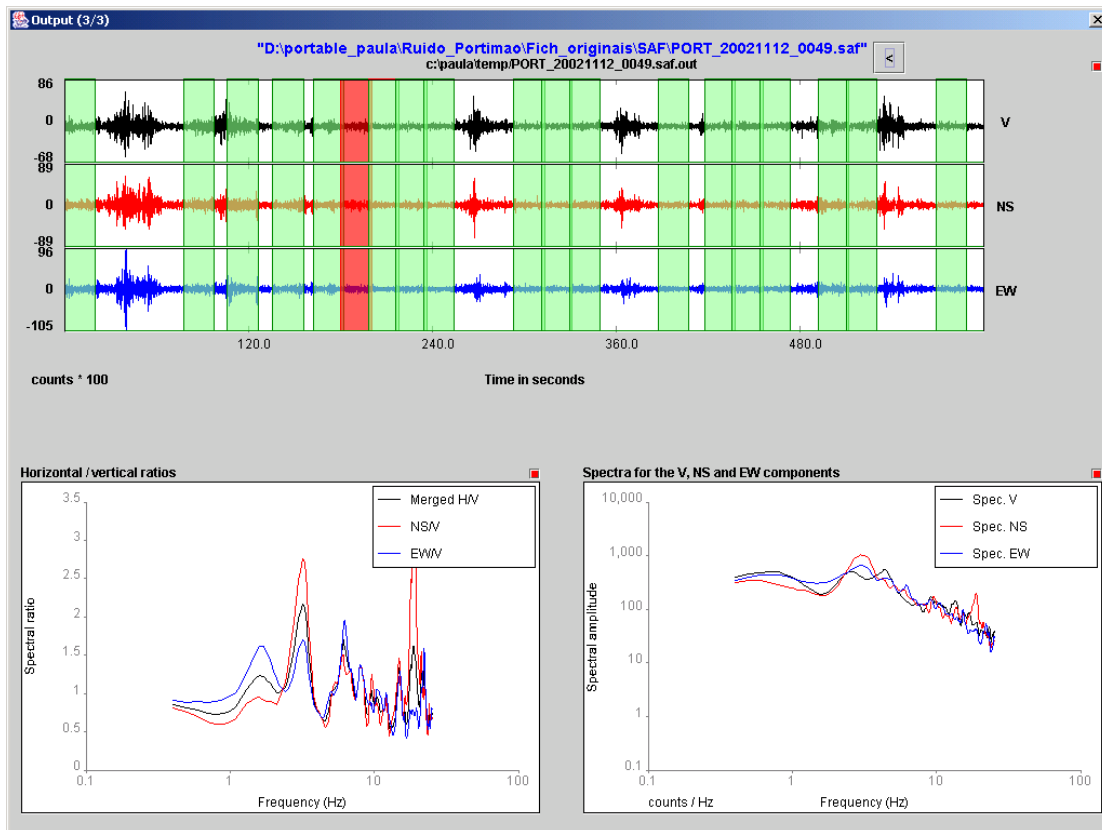 Output (3/3)
"D:\portable_paula\Ruido_Portimao\Fich_originais\SAF\PORT_20021112_0049.saf"
<
c:\paula\temp/PORT_20021112_0049.saf.out
86
0
-68
V
89
0
-89
NS
96
0
-105
EW
120.0 240.0 360.0 480.0
counts * 100
Time in seconds
Horizontal / vertical ratios
3.5
3
2.5
2
1.5
1
0.5
0
Spectral ratio
Merged H/V
NS/V
EW/V
0.1 1 10 100
Frequency (Hz)
Spectra for the V, NS and EW components
10,000
1,000
100
10
1
0.1
Spectral amplitude
Spec. V
Spec. NS
Spec. EW
0.1 1 10 100
counts / Hz
Frequency (Hz)